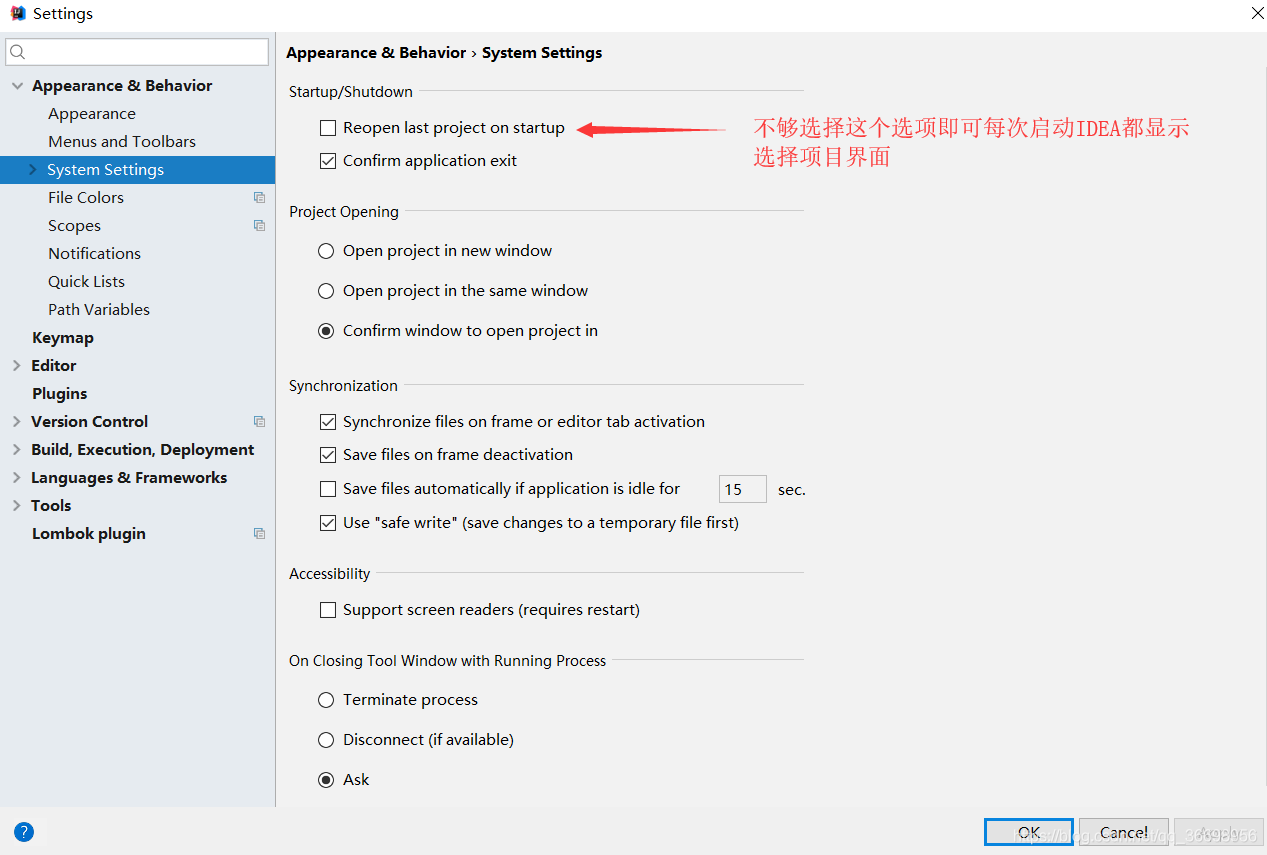 Settings
Appearance & Behavior › System Settings
Appearance & Behavior
Appearance
Menus and Toolbars
System Settings
File Colors
Scopes
Notifications
Quick Lists
Path Variables
Keymap
Editor
Plugins
Version Control
Build, Execution, Deployment
Languages & Frameworks
Tools
Lombok plugin
Startup/Shutdown
Reopen last project on startup
不够选择这个选项即可每次启动IDEA都显示
选择项目界面
Confirm application exit
Project Opening
Open project in new window
Open project in the same window
Confirm window to open project in
Synchronization
Synchronize files on frame or editor tab activation
Save files on frame deactivation
Save files automatically if application is idle for 15 sec.
Use "safe write" (save changes to a temporary file first)
Accessibility
Support screen readers (requires restart)
On Closing Tool Window with Running Process
Terminate process
Disconnect (if available)
Ask
?
OK
Cancel
Apply